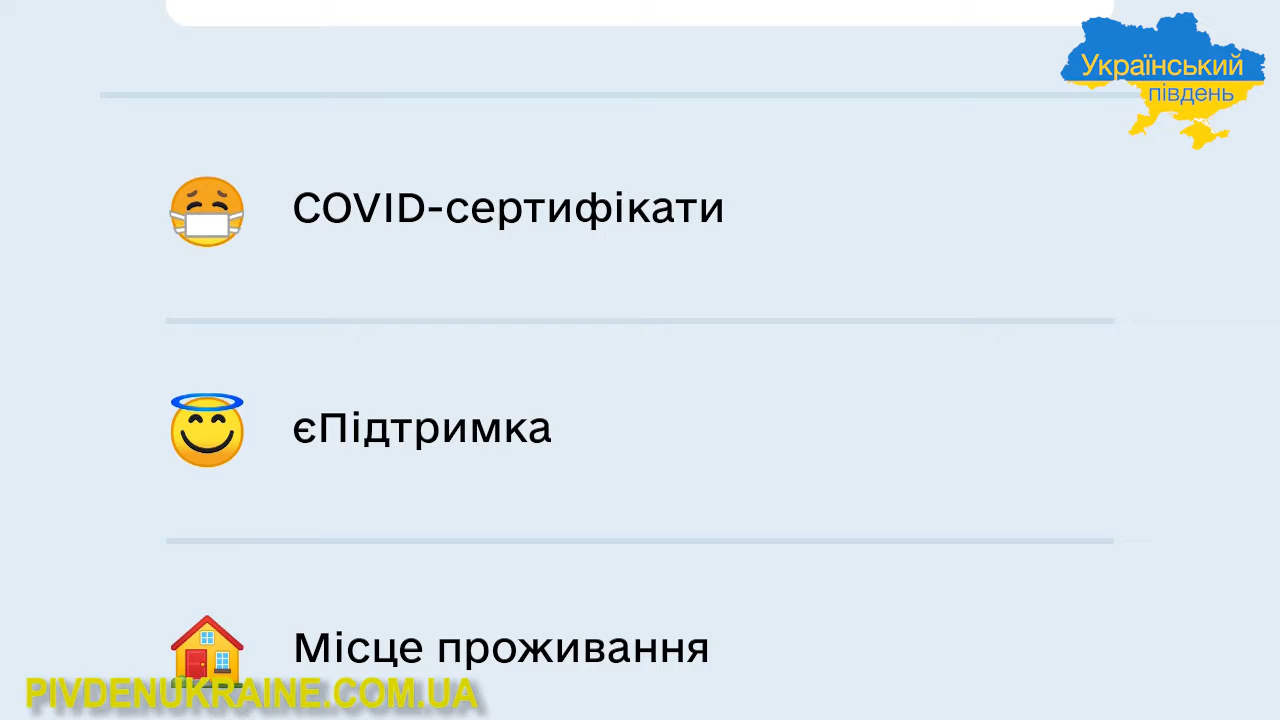 Український
південь
COVID-сертифікати
єПідтримка
Місце проживання
PIVDENUKRAINE.COM.UA